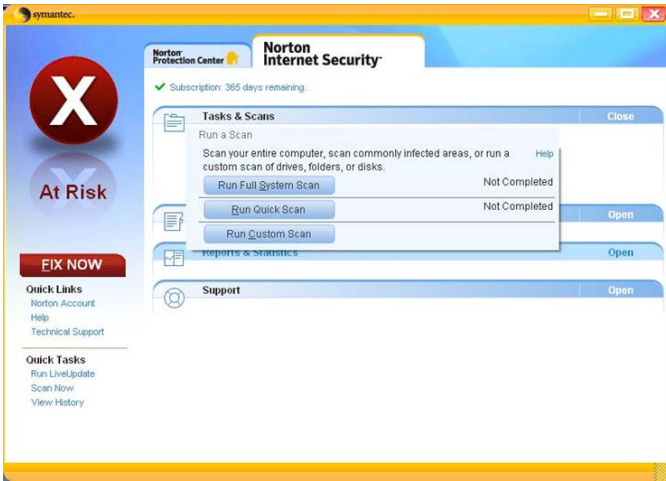 symantec.
Norton
Protection Center
Norton
Internet Security
Subscription: 365 days remaining.
X
At Risk
FIX NOW
Quick Links
Norton Account
Help
Technical Support
Quick Tasks
Run LiveUpdate
Scan Now
View History
Tasks & Scans Close
Run a Scan
Scan your entire computer, scan commonly infected areas, or run a Help
custom scan of drives, folders, or disks.
Run Full System Scan Not Completed
Run Quick Scan Not Completed
Run Custom Scan
Open
Reports & Statistics Open
Support Open